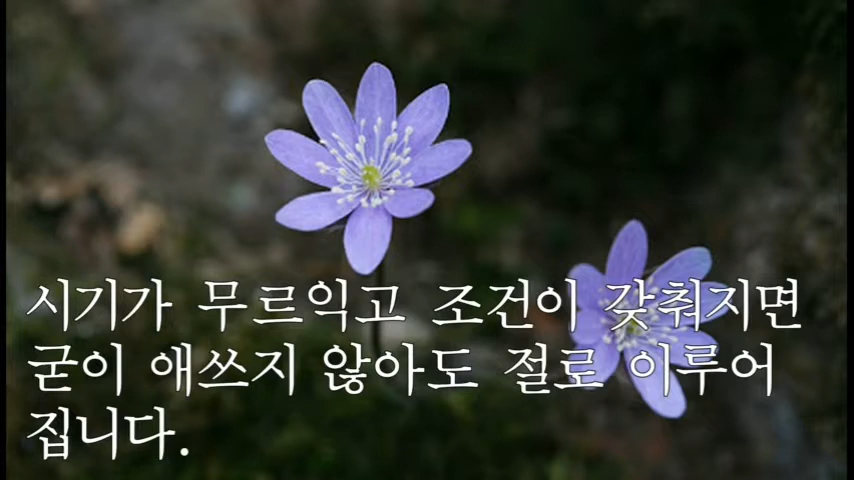 시기가 무르익고 조건이 갖춰지면
굳이 애쓰지 않아도 절로 이루어
집니다.